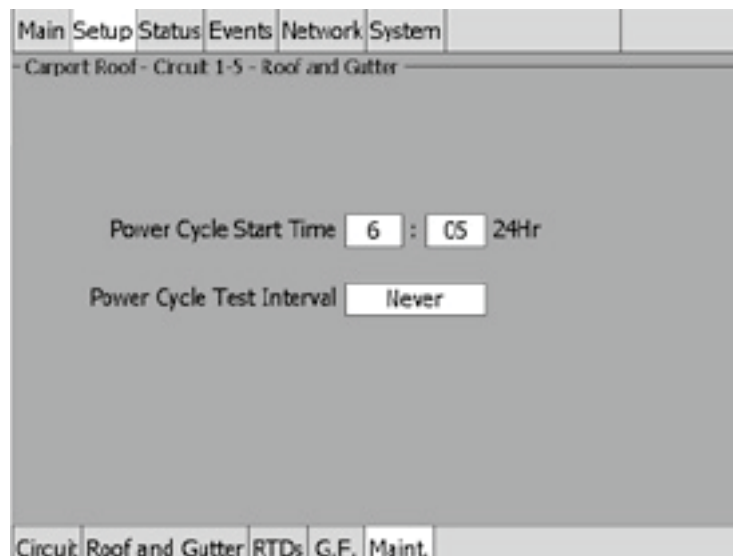 Main Setup Status Events Network System
Carport Roof - Circuit 1-5 - Roof and Gutter
Power Cycle Start Time 6 : 05 24Hr
Power Cycle Test Interval Never
Circuit Roof and Gutter RTDs G.F. Maint.